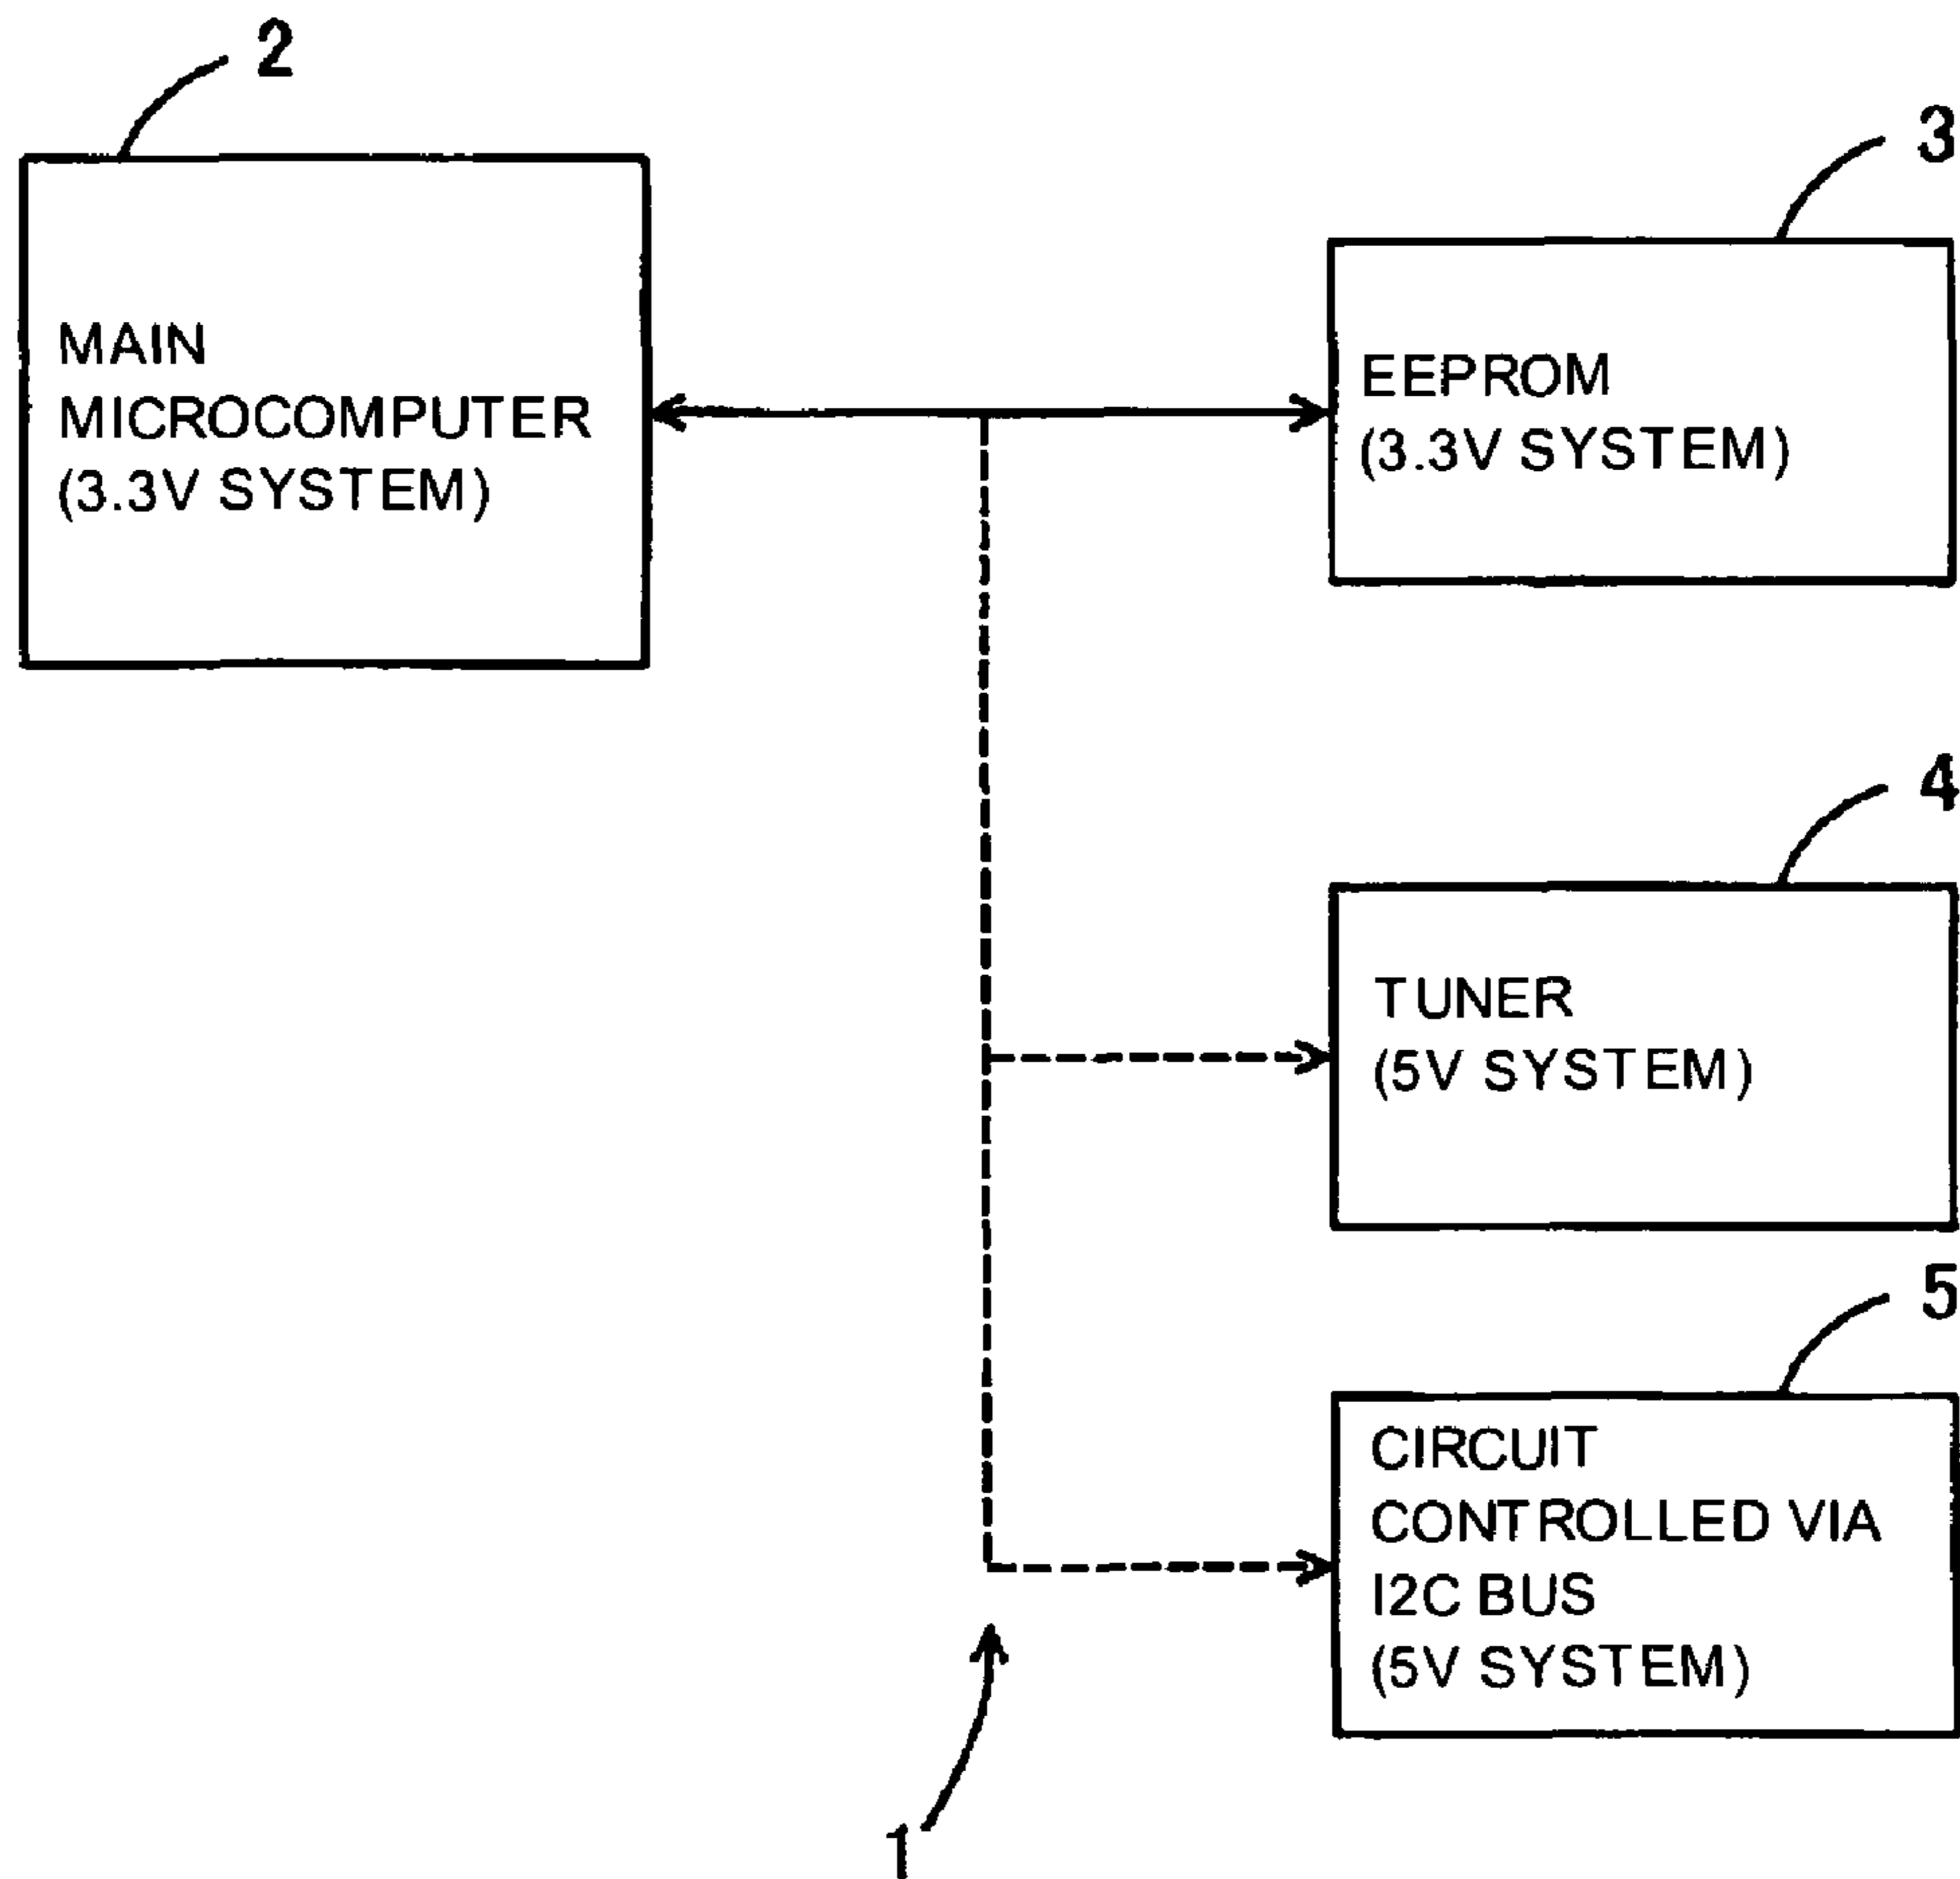 2
3
MAIN
MICROCOMPUTER
(3.3V SYSTEM)
EEPROM
(3.3V SYSTEM)
4
TUNER
(5V SYSTEM)
5
CIRCUIT
CONTROLLED VIA
I2C BUS
(5V SYSTEM)
1